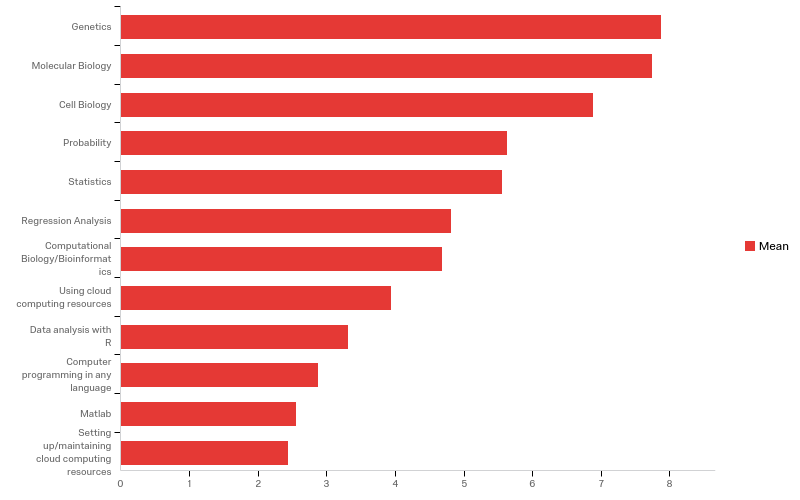 Genetics
Molecular Biology
Cell Biology
Probability
Statistics
Regression Analysis
Computational
Biology/Bioinformat
ics
Using cloud
computing resources
Data analysis with
R
Computer
programming in any
language
Matlab
Setting
up/maintaining
cloud computing
resources
0 1 2 3 4 5 6 7 8
Mean